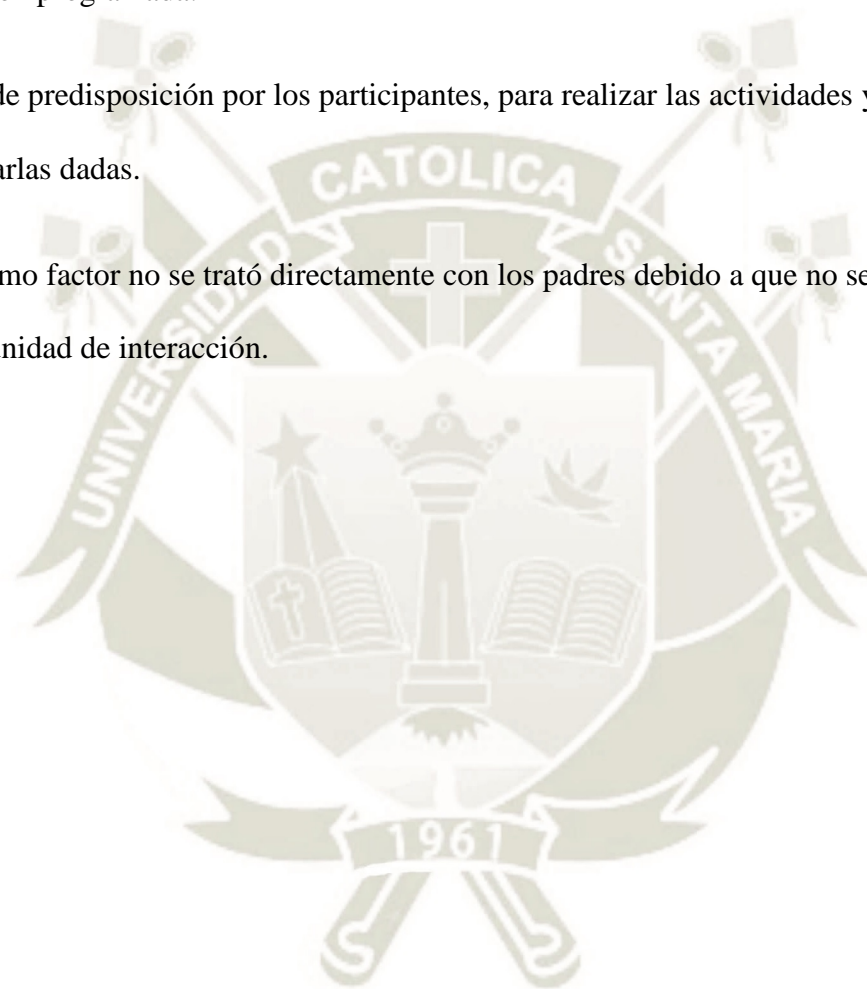 de predisposición por los participantes, para realizar las actividades y
arlas dadas.
mo factor no se trató directamente con los padres debido a que no se
unidad de interacción.
UNIVERSIDAD CATOLICA SANTA MARIA
1961